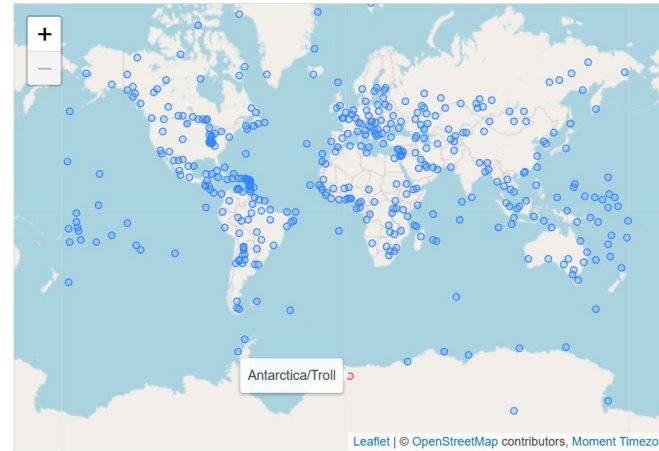 +
−
Antarctica/Troll
Leaflet | © OpenStreetMap contributors, Moment Timezo